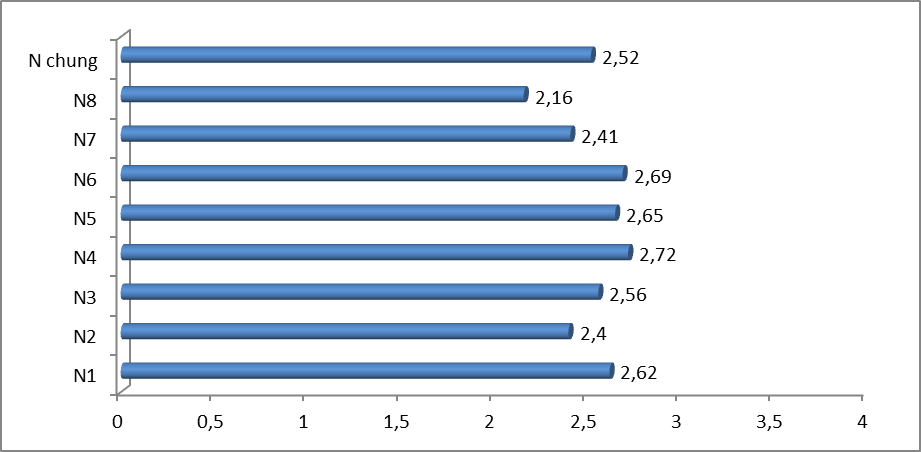 N chung 2,52
N8 2,16
N7 2,41
N6 2,69
N5 2,65
N4 2,72
N3 2,56
N2 2,4
N1 2,62
0 0,5 1 1,5 2 2,5 3 3,5 4